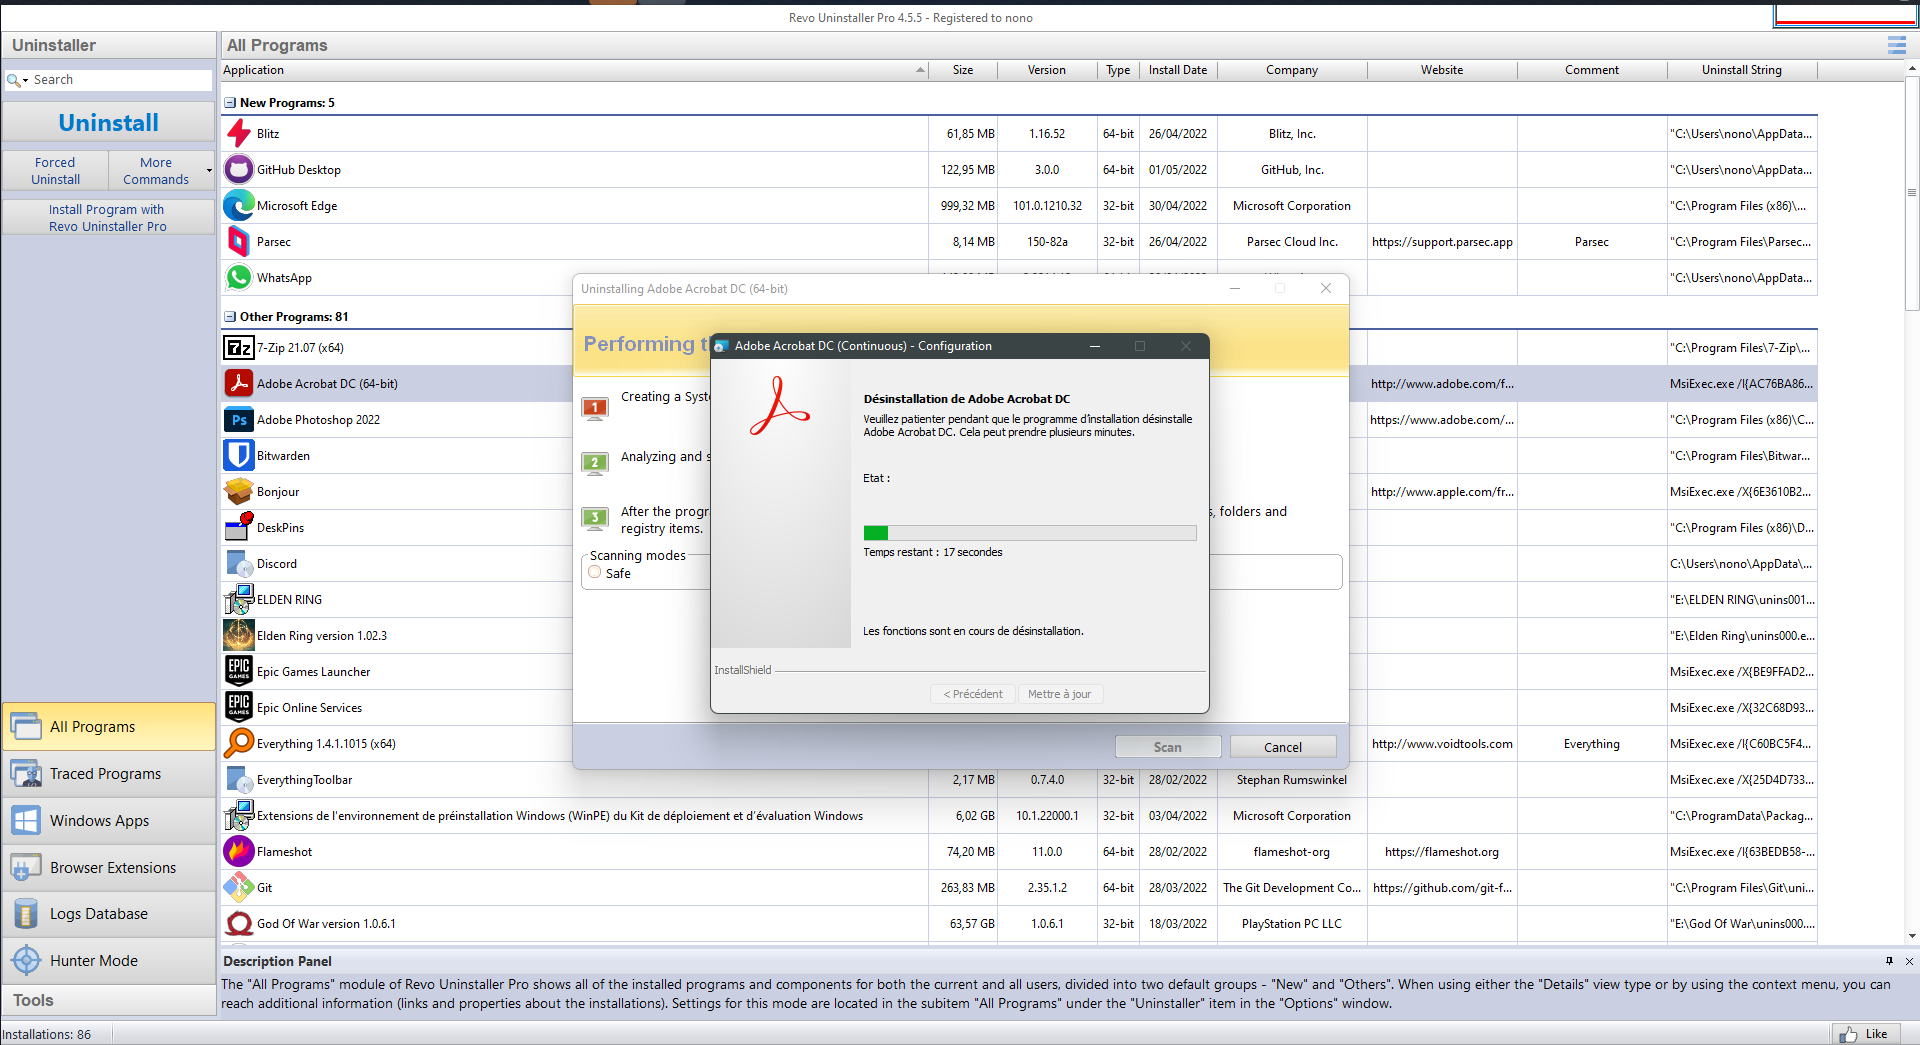 Revo Uninstaller Pro 4.5.5 - Registered to nono
Uninstaller
All Programs
Search
Uninstall
Forced Uninstall
More Commands
Install Program with
Revo Uninstaller Pro
Application Size Version Type Install Date Company Website Comment Uninstall String
New Programs: 5
Blitz 61,85 MB 1.16.52 64-bit 26/04/2022 Blitz, Inc. "C:\Users\nono\AppData...
GitHub Desktop 122,95 MB 3.0.0 64-bit 01/05/2022 GitHub, Inc. "C:\Users\nono\AppData...
Microsoft Edge 999,32 MB 101.0.1210.32 32-bit 30/04/2022 Microsoft Corporation "C:\Program Files (x86)\...
Parsec 8,14 MB 150-82a 32-bit 26/04/2022 Parsec Cloud Inc. https://support.parsec.app Parsec "C:\Program Files\Parsec...
WhatsApp "C:\Users\nono\AppData...
Other Programs: 81
7-Zip 21.07 (x64) "C:\Program Files\7-Zip\...
Adobe Acrobat DC (64-bit) http://www.adobe.com/f... MsiExec.exe /I{AC76BA86...
Adobe Photoshop 2022 https://www.adobe.com/... "C:\Program Files (x86)\C...
Bitwarden "C:\Program Files\Bitwar...
Bonjour http://www.apple.com/fr... MsiExec.exe /X{6E3610B2...
DeskPins "C:\Program Files (x86)\D...
Discord C:\Users\nono\AppData\...
ELDEN RING "E:\ELDEN RING\unins001...
Elden Ring version 1.02.3 "E:\Elden Ring\unins000.e...
Epic Games Launcher MsiExec.exe /X{BE9FFAD2...
Epic Online Services MsiExec.exe /X{32C68D93...
Everything 1.4.1.1015 (x64) http://www.voidtools.com Everything MsiExec.exe /I{C60BC5F4...
EverythingToolbar 2,17 MB 0.7.4.0 32-bit 28/02/2022 Stephan Rumswinkel MsiExec.exe /X{25D4D733...
Extensions de l'environnement de préinstallation Windows (WinPE) du Kit de déploiement et d'évaluation Windows 6,02 GB 10.1.22000.1 32-bit 03/04/2022 Microsoft Corporation "C:\ProgramData\Packag...
Flameshot 74,20 MB 11.0.0 64-bit 28/02/2022 flameshot-org https://flameshot.org MsiExec.exe /I{63BEDB58-...
Git 263,83 MB 2.35.1.2 64-bit 28/03/2022 The Git Development Co... https://github.com/git-f... "C:\Program Files\Git\uni...
God Of War version 1.0.6.1 63,57 GB 1.0.6.1 32-bit 18/03/2022 PlayStation PC LLC "E:\God Of War\unins000....
Uninstalling Adobe Acrobat DC (64-bit)
Performing
1 Creating a
2 Analyzing and
3 After the folders and
registry items.
Scanning modes
Safe
Scan Cancel
Adobe Acrobat DC (Continuous) - Configuration
Désinstallation de Adobe Acrobat DC
Veuillez patienter pendant que le programme d'installation désinstalle
Adobe Acrobat DC. Cela peut prendre plusieurs minutes.
Etat :
Temps restant : 17 secondes
Les fonctions sont en cours de désinstallation.
InstallShield
< Précédent Mettre à jour
All Programs
Traced Programs
Windows Apps
Browser Extensions
Logs Database
Hunter Mode
Tools
Description Panel
The "All Programs" module of Revo Uninstaller Pro shows all of the installed programs and components for both the current and all users, divided into two default groups - "New" and "Others". When using either the "Details" view type or by using the context menu, you can
reach additional information (links and properties about the installations). Settings for this mode are located in the subitem "All Programs" under the "Uninstaller" item in the "Options" window.
Installations: 86
Like